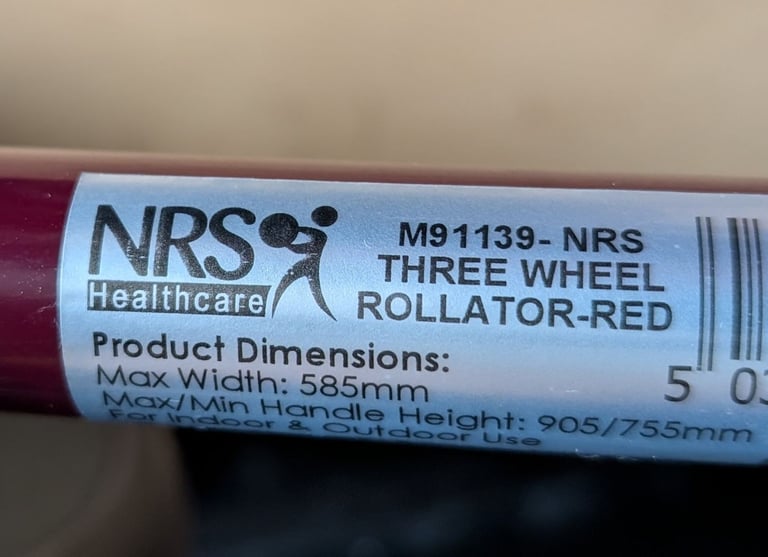 NRS
Healthcare
M91139- NRS
THREE WHEEL
ROLLATOR-RED
Product Dimensions:
Max Width: 585mm
Max/Min Handle Height: 905/755mm
For Indoor & Outdoor Use
5 03